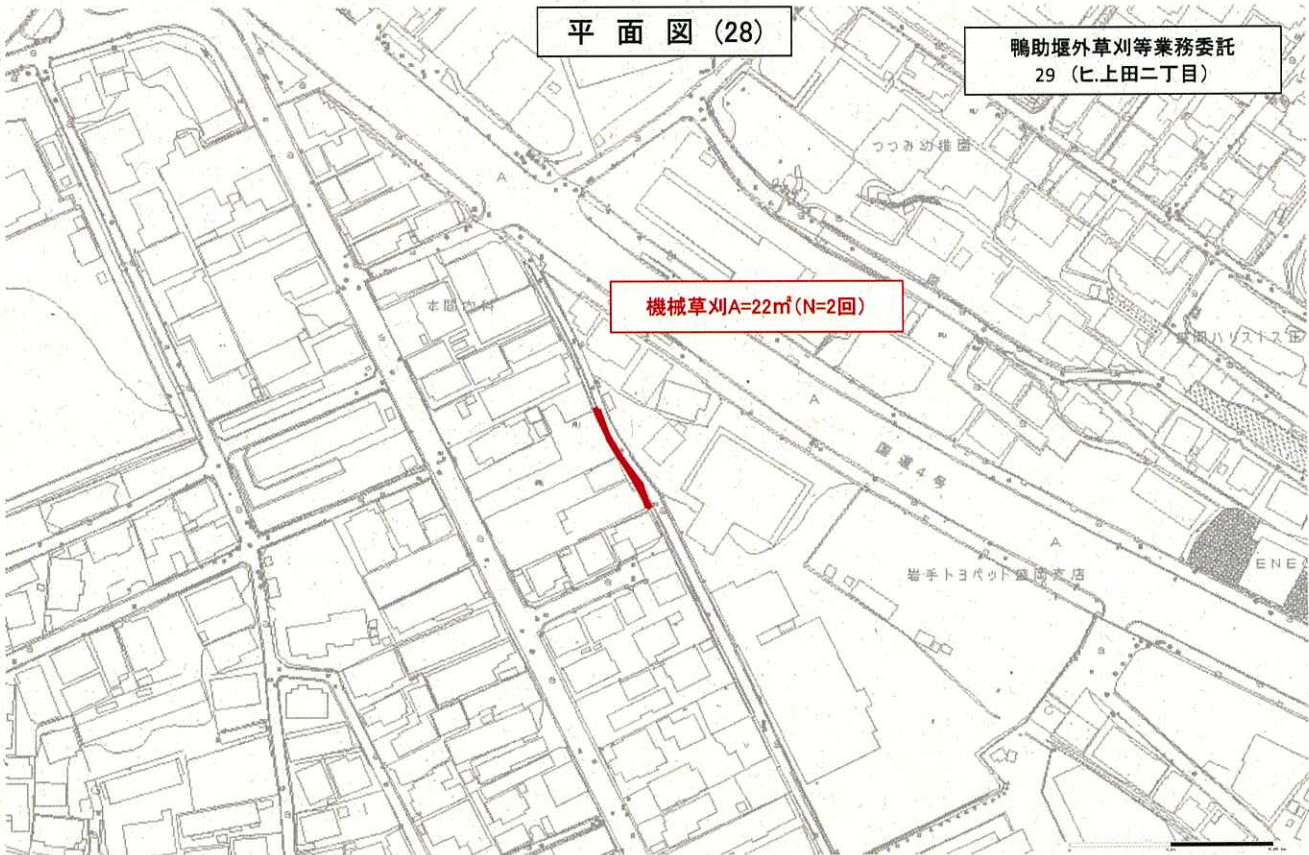 平面図(28)
鴨助堰外草刈等業務委託
29 (ヒ.上田二丁目)
つつみ幼稚園
機械草刈A=22㎡(N=2回)
本間内科
A
A
国道4号
A
岩手トヨペット盛岡支店
ENE